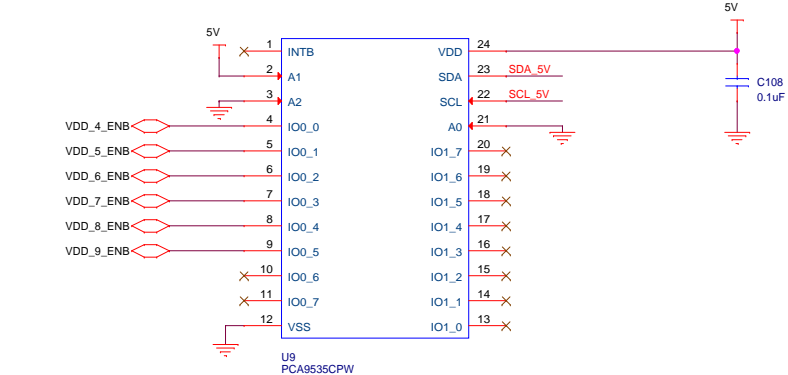 5V
5V
1 INTB VDD 24
2 A1 SDA 23 SDA_5V
3 A2 SCL 22 SCL_5V
C108
0.1uF
VDD_4_ENB 4 IO0_0 A0 21
VDD_5_ENB 5 IO0_1 IO1_7 20
VDD_6_ENB 6 IO0_2 IO1_6 19
VDD_7_ENB 7 IO0_3 IO1_5 18
VDD_8_ENB 8 IO0_4 IO1_4 17
VDD_9_ENB 9 IO0_5 IO1_3 16
10 IO0_6 IO1_2 15
11 IO0_7 IO1_1 14
12 VSS IO1_0 13
U9
PCA9535CPW